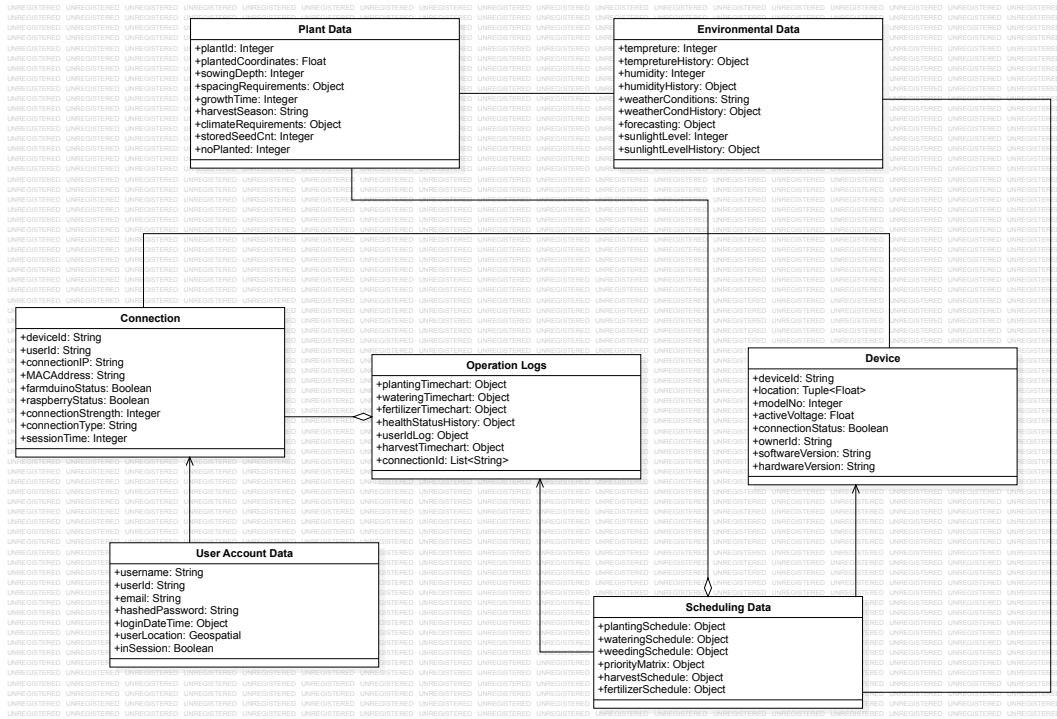 Plant Data
+plantId: Integer
+plantedCoordinates: Float
+sowingDepth: Integer
+spacingRequirements: Object
+growthTime: Integer
+harvestSeason: String
+climateRequirements: Object
+storedSeedCnt: Integer
+noPlanted: Integer
Environmental Data
+tempreture: Integer
+tempretureHistory: Object
+humidity: Integer
+humidityHistory: Object
+weatherConditions: String
+weatherCondHistory: Object
+forecasting: Object
+sunlightLevel: Integer
+sunlightLevelHistory: Object
Connection
+deviceId: String
+userId: String
+connectionIP: String
+MACAddress: String
+farmduinoStatus: Boolean
+raspberryStatus: Boolean
+connectionStrength: Integer
+connectionType: String
+sessionTime: Integer
Operation Logs
+plantingTimechart: Object
+wateringTimechart: Object
+fertilizerTimechart: Object
+healthStatusHistory: Object
+userIdLog: Object
+harvestTimechart: Object
+connectionId: List<String>
Device
+deviceId: String
+location: Tuple<Float>
+modelNo: Integer
+activeVoltage: Float
+connectionStatus: Boolean
+ownerId: String
+softwareVersion: String
+hardwareVersion: String
User Account Data
+username: String
+userId: String
+email: String
+hashedPassword: String
+loginDateTime: Object
+userLocation: Geospatial
+inSession: Boolean
Scheduling Data
+plantingSchedule: Object
+wateringSchedule: Object
+weedingSchedule: Object
+priorityMatrix: Object
+harvestSchedule: Object
+fertilizerSchedule: Object
UNREGISTERED